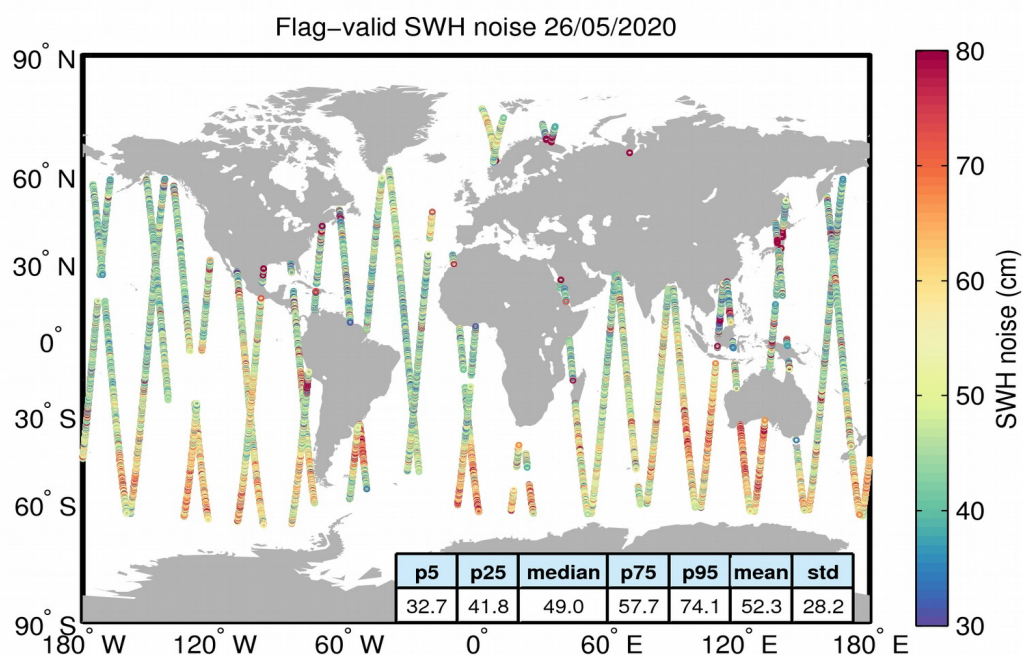 Flag−valid SWH noise 26/05/2020
90° N
60° N
30° N
0°
30° S
60° S
90° S
180° W
120° W
60° W
0°
60° E
120° E
180° E
80
70
60
50
40
30
SWH noise (cm)
p5 p25 median p75 p95 mean std
32.7 41.8 49.0 57.7 74.1 52.3 28.2